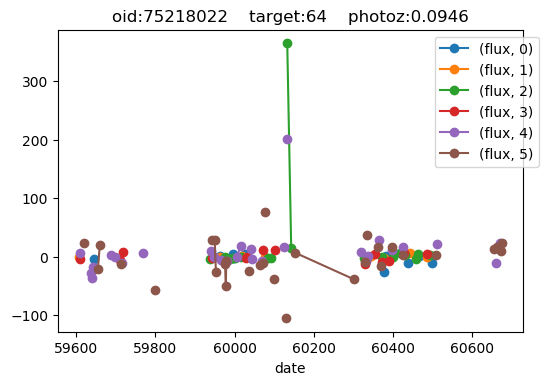 oid:75218022    target:64    photoz:0.0946
(flux, 0)
(flux, 1)
(flux, 2)
(flux, 3)
(flux, 4)
(flux, 5)
300
200
100
0
−100
59600 59800 60000 60200 60400 60600
date